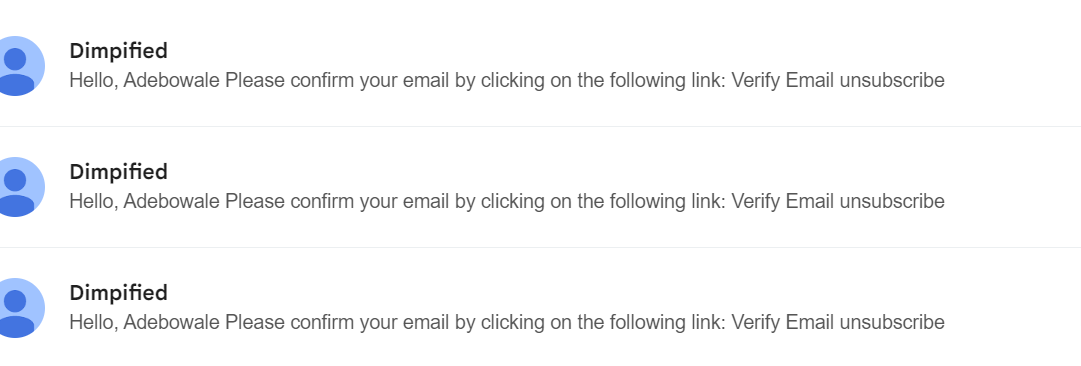 Dimpified
Hello, Adebowale Please confirm your email by clicking on the following link: Verify Email unsubscribe
Dimpified
Hello, Adebowale Please confirm your email by clicking on the following link: Verify Email unsubscribe
Dimpified
Hello, Adebowale Please confirm your email by clicking on the following link: Verify Email unsubscribe